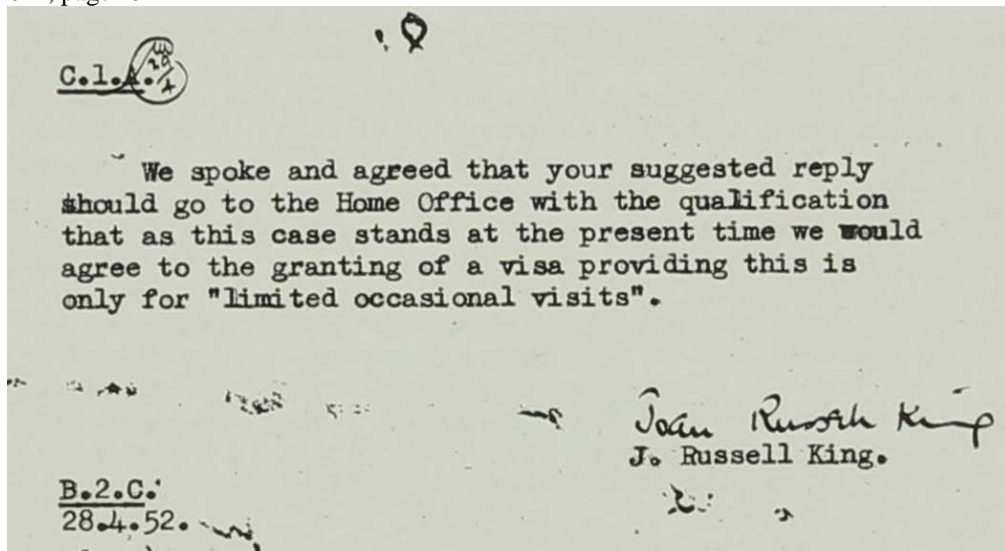 C.1.A.
We spoke and agreed that your suggested reply
should go to the Home Office with the qualification
that as this case stands at the present time we would
agree to the granting of a visa providing this is
only for "limited occasional visits".
Joan Russell King
J. Russell King.
B.2.C.
28.4.52.